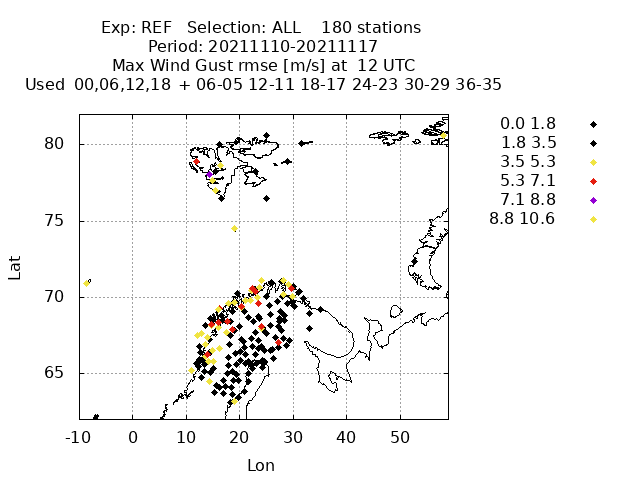 Exp: REF   Selection: ALL    180 stations
Period: 20211110-20211117
Max Wind Gust rmse [m/s] at  12 UTC
Used  00,06,12,18  + 06-05 12-11 18-17 24-23 30-29 36-35
0.0 1.8
1.8 3.5
3.5 5.3
5.3 7.1
7.1 8.8
8.8 10.6
80
75
70
65
Lat
-10 0 10 20 30 40 50
Lon